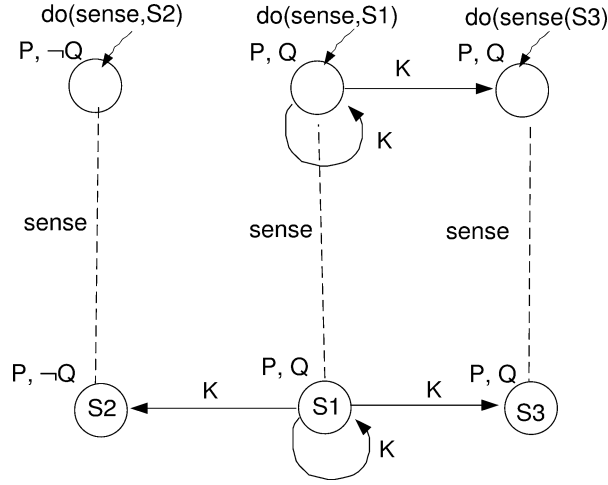 do(sense,S2)
do(sense,S1)
do(sense(S3)
P, ¬Q
P, Q
P, Q
K
K
sense
sense
sense
P, ¬Q
P, Q
P, Q
K
K
S2
S1
S3
K